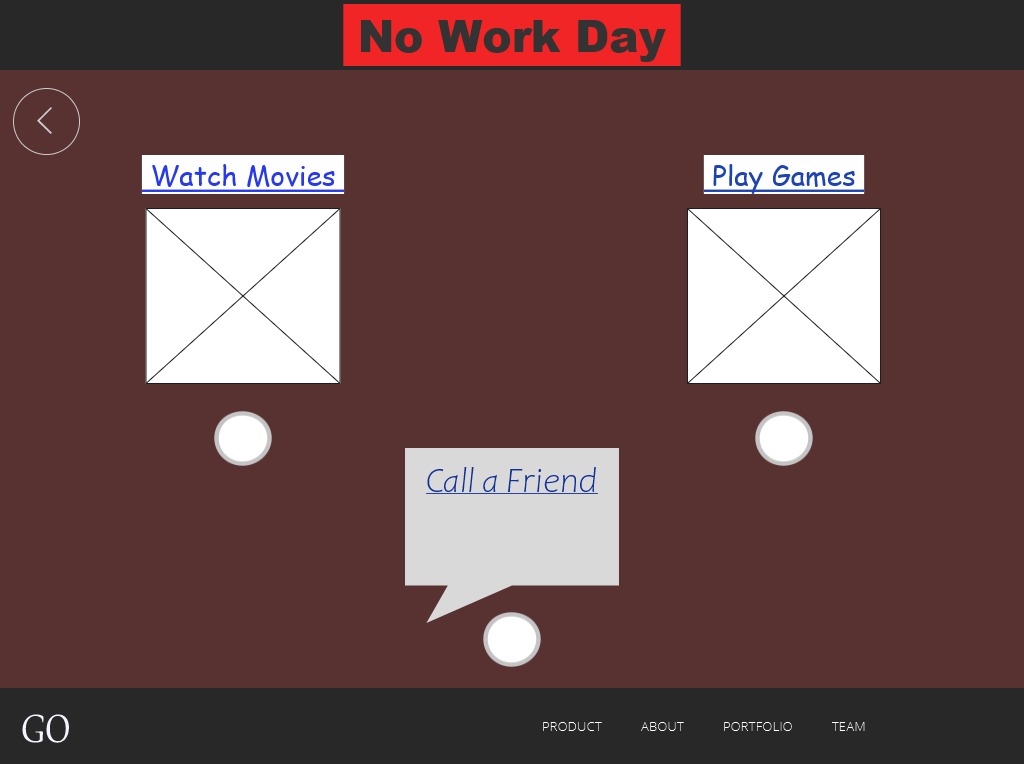 No Work Day
Watch Movies
Play Games
Call a Friend
GO
PRODUCT
ABOUT
PORTFOLIO
TEAM